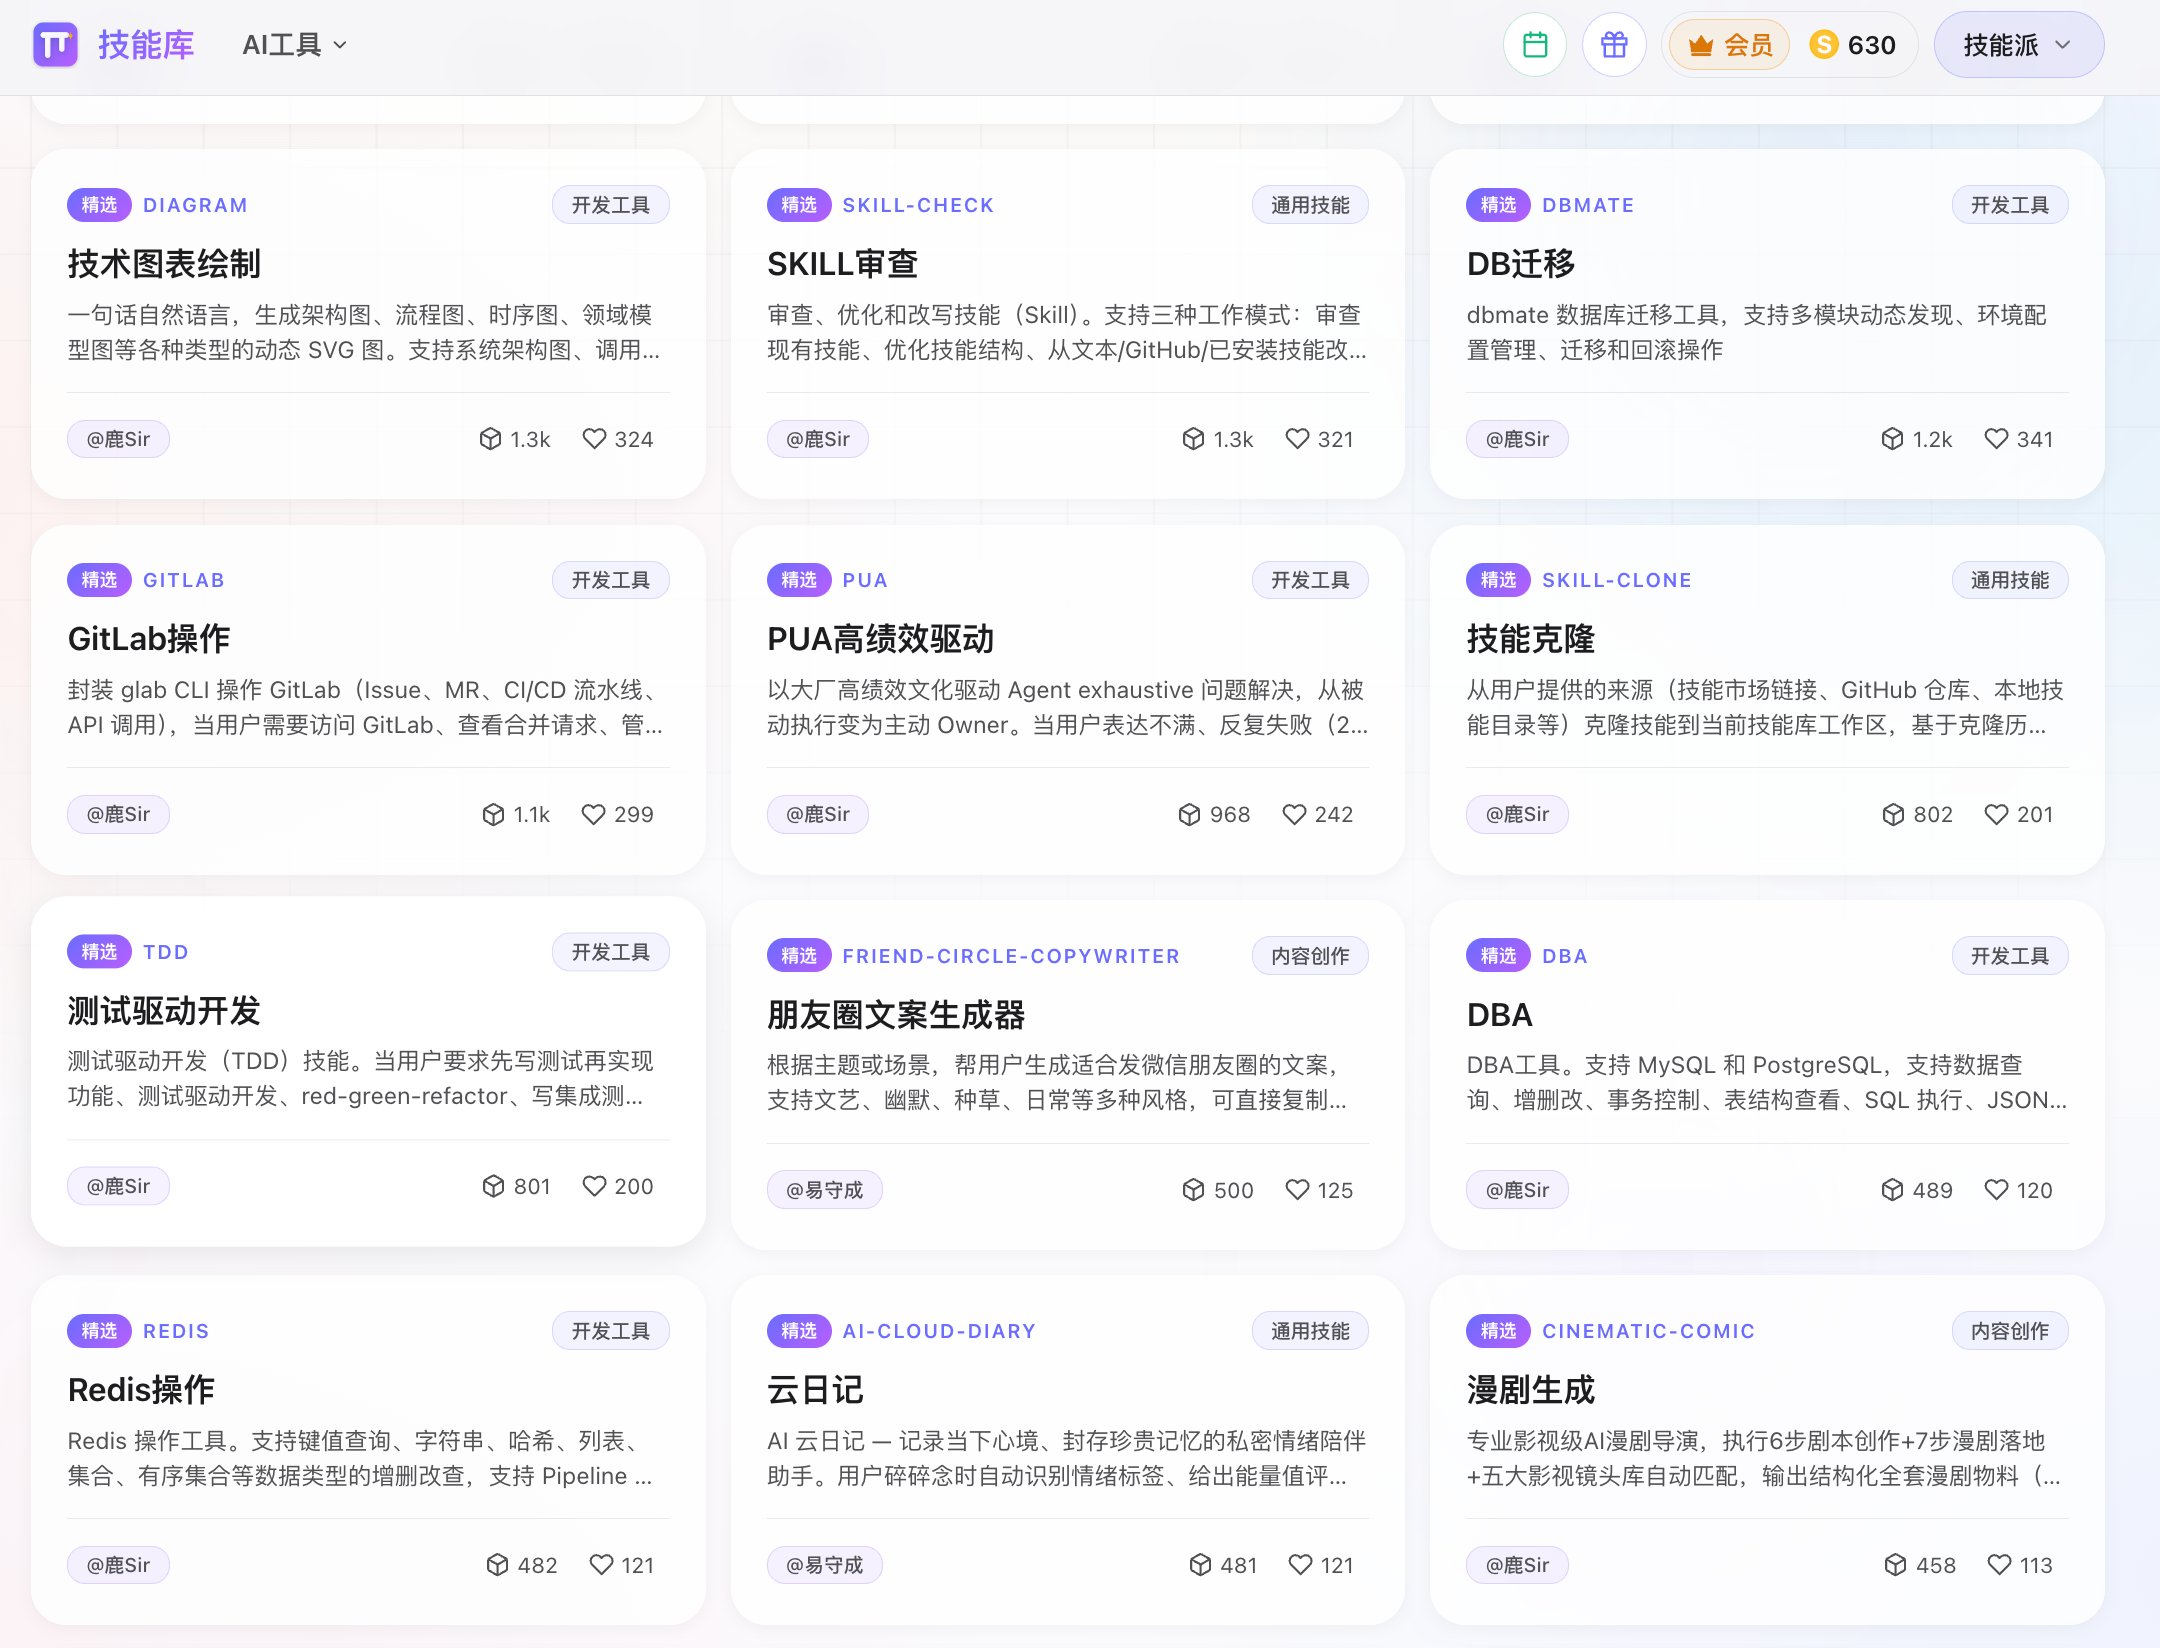 技能库
AI工具
会员
630
技能派
精选 DIAGRAM 开发工具
技术图表绘制
一句话自然语言，生成架构图、流程图、时序图、领域模
型图等各种类型的动态 SVG 图。支持系统架构图、调用...
@鹿Sir 1.3k 324
精选 SKILL-CHECK 通用技能
SKILL审查
审查、优化和改写技能（Skill）。支持三种工作模式：审查
现有技能、优化技能结构、从文本/GitHub/已安装技能改...
@鹿Sir 1.3k 321
精选 DBMATE 开发工具
DB迁移
dbmate 数据库迁移工具，支持多模块动态发现、环境配
置管理、迁移和回滚操作
@鹿Sir 1.2k 341
精选 GITLAB 开发工具
GitLab操作
封装 glab CLI 操作 GitLab（Issue、MR、CI/CD 流水线、
API 调用），当用户需要访问 GitLab、查看合并请求、管...
@鹿Sir 1.1k 299
精选 PUA 开发工具
PUA高绩效驱动
以大厂高绩效文化驱动 Agent exhaustive 问题解决，从被
动执行变为主动 Owner。当用户表达不满、反复失败（2...
@鹿Sir 968 242
精选 SKILL-CLONE 通用技能
技能克隆
从用户提供的来源（技能市场链接、GitHub 仓库、本地技
能目录等）克隆技能到当前技能库工作区，基于克隆历...
@鹿Sir 802 201
精选 TDD 开发工具
测试驱动开发
测试驱动开发（TDD）技能。当用户要求先写测试再实现
功能、测试驱动开发、red-green-refactor、写集成测...
@鹿Sir 801 200
精选 FRIEND-CIRCLE-COPYWRITER 内容创作
朋友圈文案生成器
根据主题或场景，帮用户生成适合发微信朋友圈的文案，
支持文艺、幽默、种草、日常等多种风格，可直接复制...
@易守成 500 125
精选 DBA 开发工具
DBA
DBA工具。支持 MySQL 和 PostgreSQL，支持数据查
询、增删改、事务控制、表结构查看、SQL 执行、JSON...
@鹿Sir 489 120
精选 REDIS 开发工具
Redis操作
Redis 操作工具。支持键值查询、字符串、哈希、列表、
集合、有序集合等数据类型的增删改查，支持 Pipeline ...
@鹿Sir 482 121
精选 AI-CLOUD-DIARY 通用技能
云日记
AI 云日记 — 记录当下心境、封存珍贵记忆的私密情绪陪伴
助手。用户碎碎念时自动识别情绪标签、给出能量值评...
@易守成 481 121
精选 CINEMATIC-COMIC 内容创作
漫剧生成
专业影视级AI漫剧导演，执行6步剧本创作+7步漫剧落地
+五大影视镜头库自动匹配，输出结构化全套漫剧物料（...
@鹿Sir 458 113